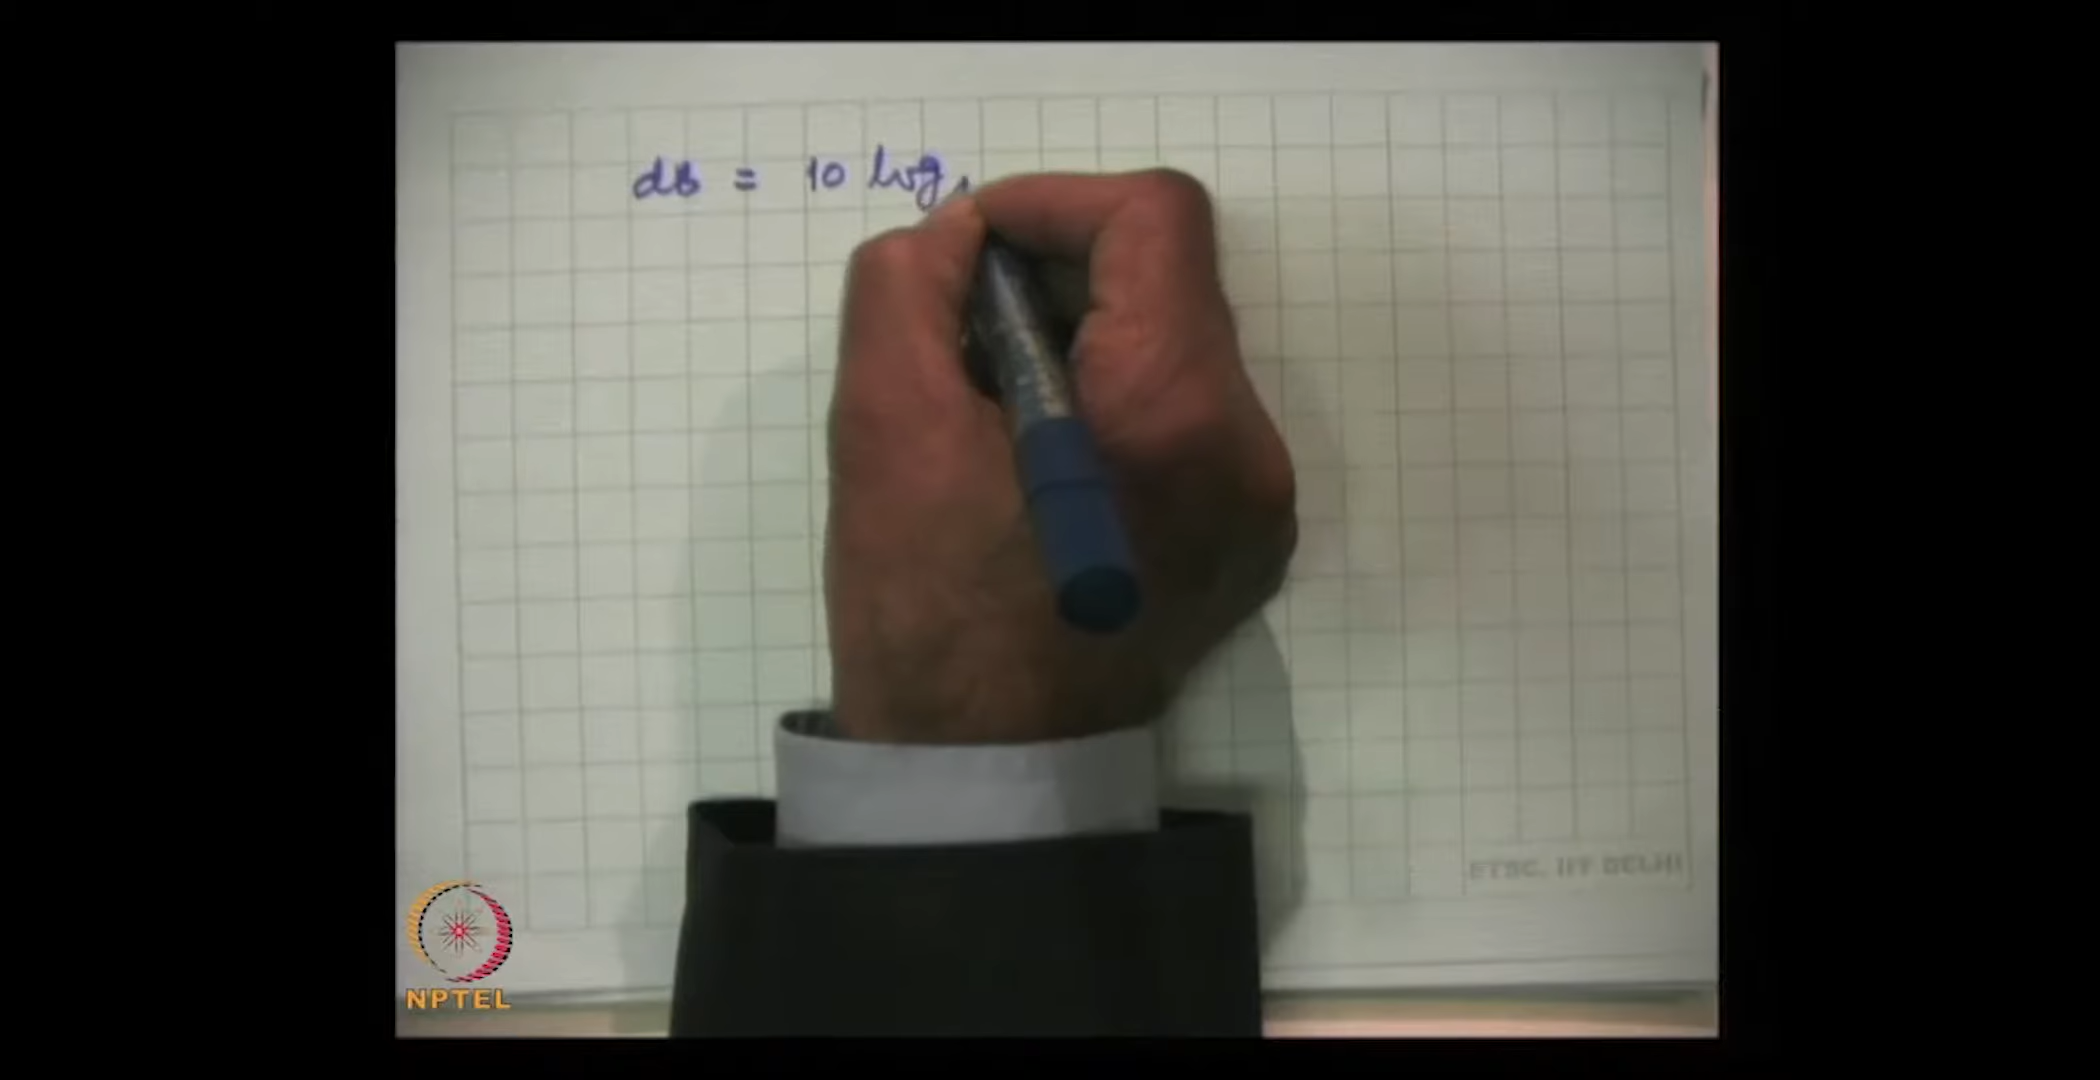 dB = 10 log
ETSC, IIT DELHI
NPTEL